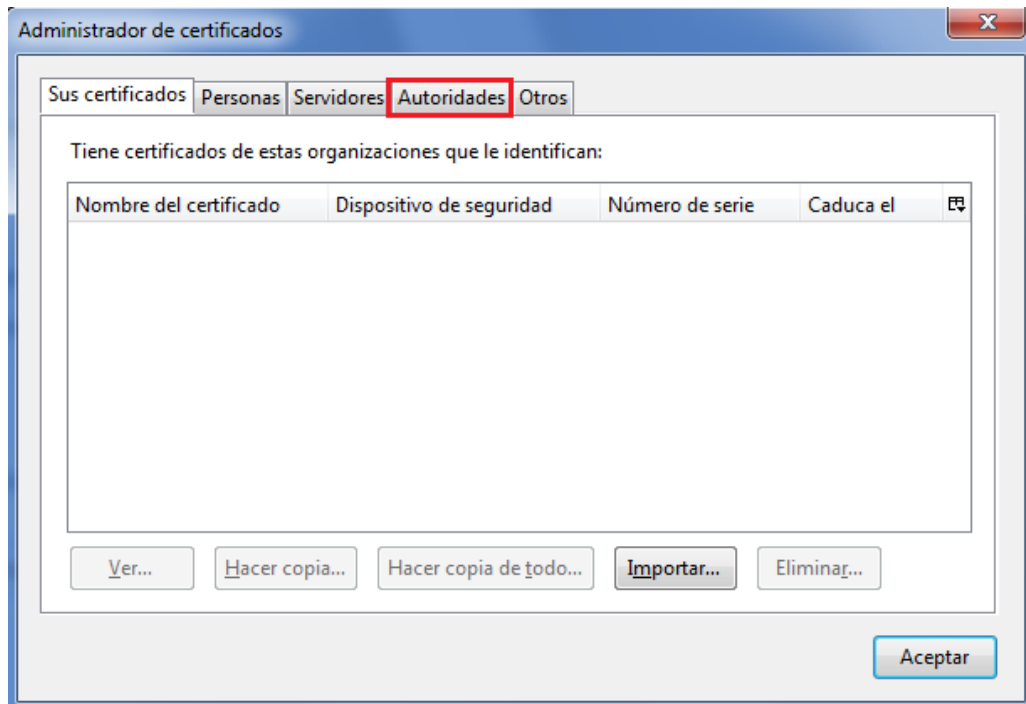 Administrador de certificados
Sus certificados Personas Servidores Autoridades Otros
Tiene certificados de estas organizaciones que le identifican:
Nombre del certificado Dispositivo de seguridad Número de serie Caduca el
Ver... Hacer copia... Hacer copia de todo... Importar... Eliminar...
Aceptar